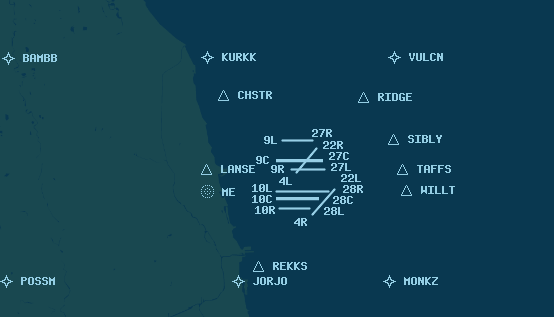 BAMBB
KURKK
VULCN
CHSTR
RIDGE
27R
9L
22R
SIBLY
9C
27C
LANSE
9R
27L
TAFFS
4L
22L
ME
10L
28R
WILLT
10C
28C
10R
28L
4R
REKKS
POSSM
JORJO
MONKZ